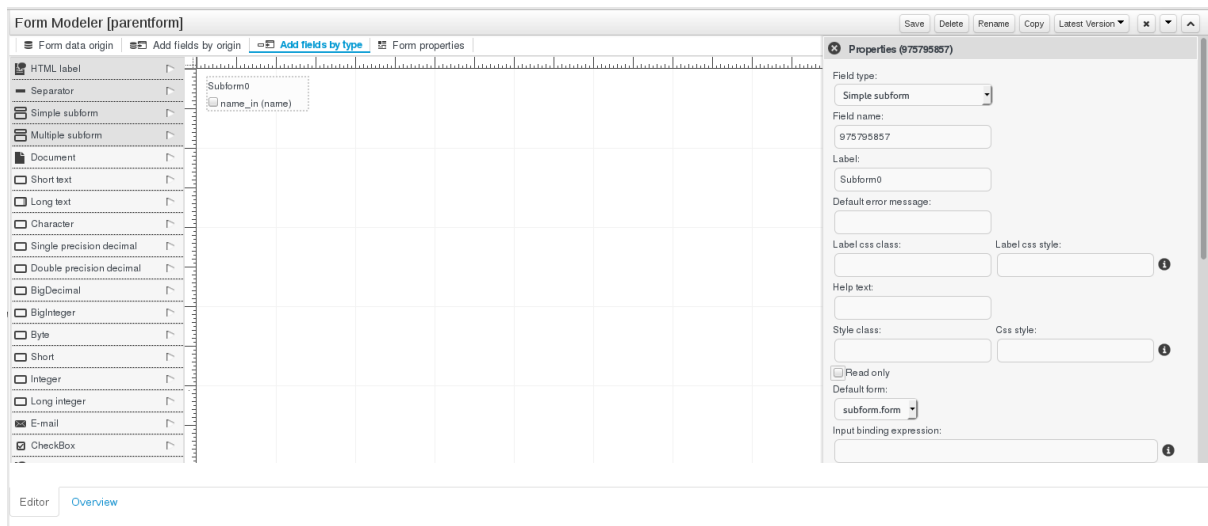 Form Modeler [parentform]
Save Delete Rename Copy Latest Version
Form data origin Add fields by origin Add fields by type Form properties
HTML label
Separator
Simple subform
Multiple subform
Document
Short text
Long text
Character
Single precision decimal
Double precision decimal
BigDecimal
BigInteger
Byte
Short
Integer
Long integer
E-mail
CheckBox
Subform0
name_in (name)
Properties (975795857)
Field type:
Simple subform
Field name:
975795857
Label:
Subform0
Default error message:
Label css class: Label css style:
Help text:
Style class: Css style:
Read only
Default form:
subform.form
Input binding expression:
Editor Overview